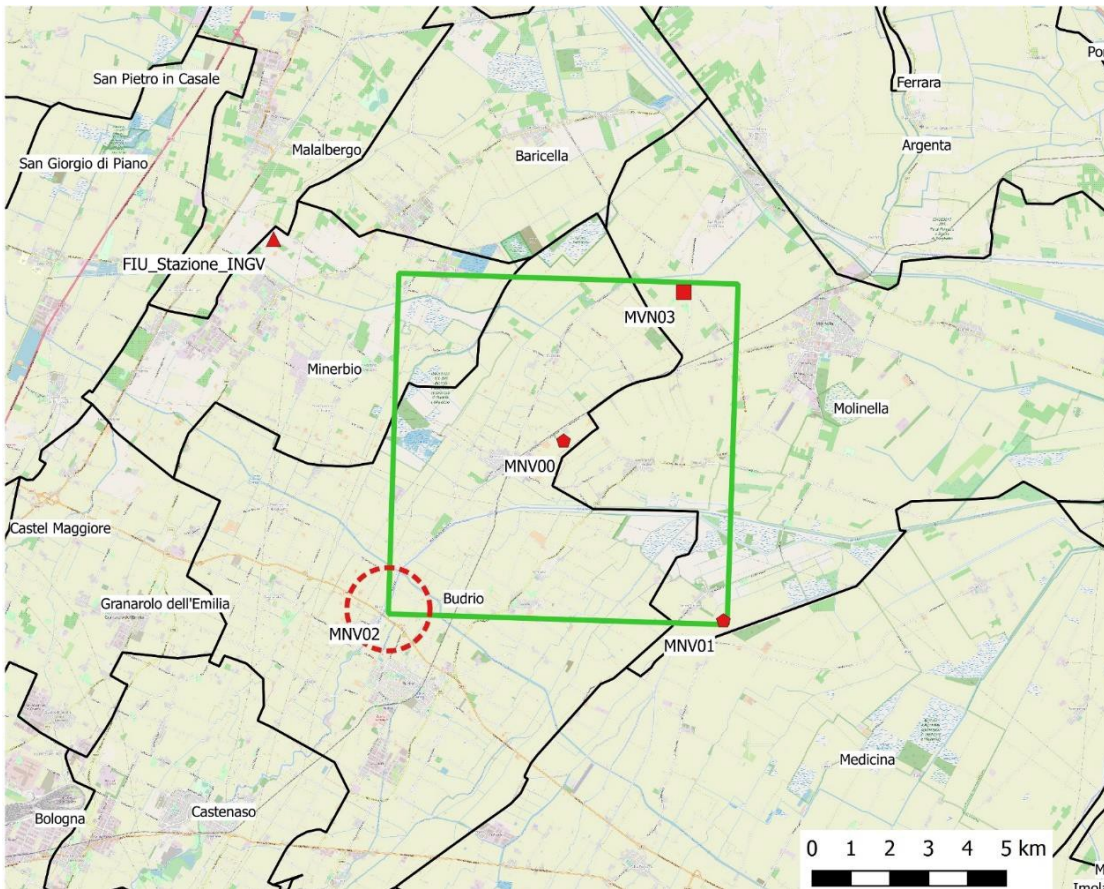 San Pietro in Casale
Ferrara
Malalbergo
Baricella
Argenta
San Giorgio di Piano
FIU_Stazione_INGV
MVN03
Minerbio
Molinella
MNV00
Castel Maggiore
Granarolo dell'Emilia
Budrio
MNV02
MNV01
Medicina
Castenaso
Bologna
0 1 2 3 4 5 km